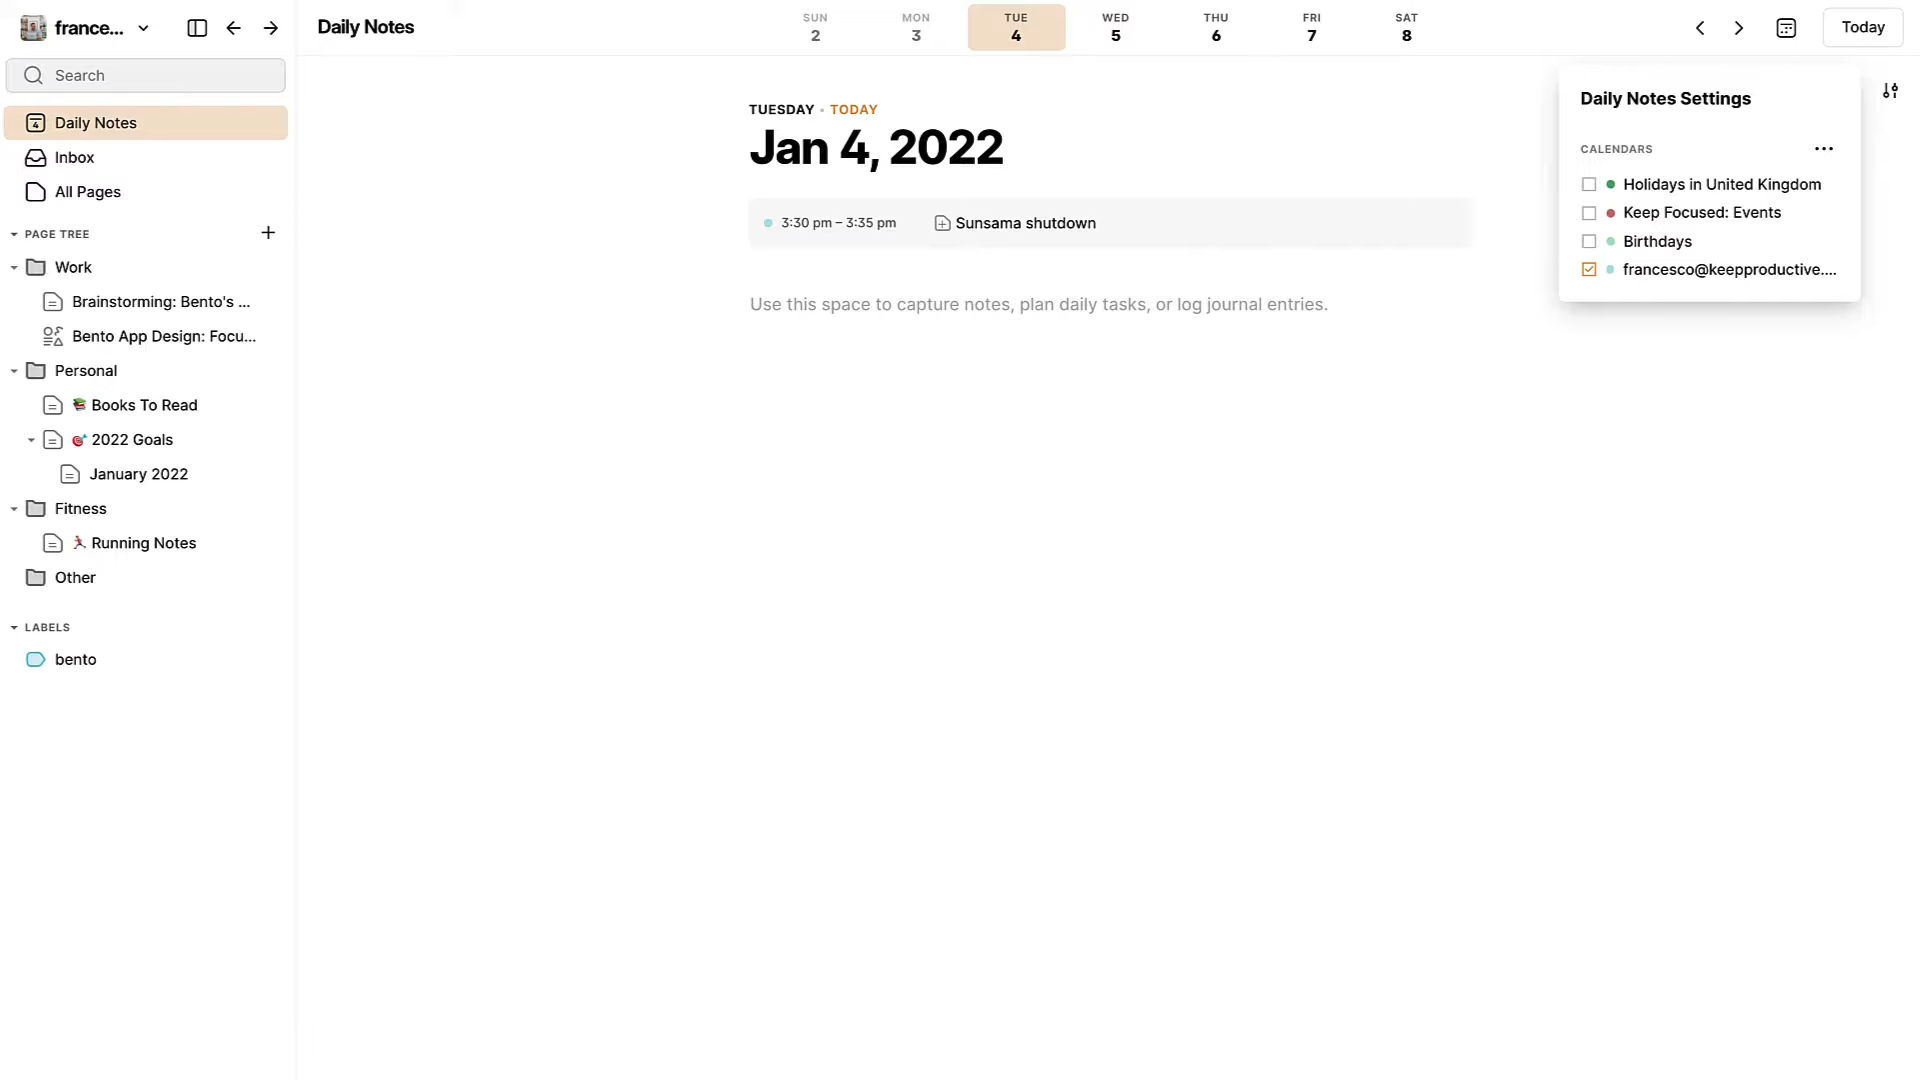 france...
Search
Daily Notes
Inbox
All Pages
PAGE TREE
Work
Brainstorming: Bento's ...
Bento App Design: Focu...
Personal
Books To Read
2022 Goals
January 2022
Fitness
Running Notes
Other
LABELS
bento
Daily Notes
SUN MON TUE WED THU FRI SAT
2 3 4 5 6 7 8
Today
TUESDAY • TODAY
Jan 4, 2022
3:30 pm – 3:35 pm Sunsama shutdown
Use this space to capture notes, plan daily tasks, or log journal entries.
Daily Notes Settings
CALENDARS
Holidays in United Kingdom
Keep Focused: Events
Birthdays
francesco@keepproductive....